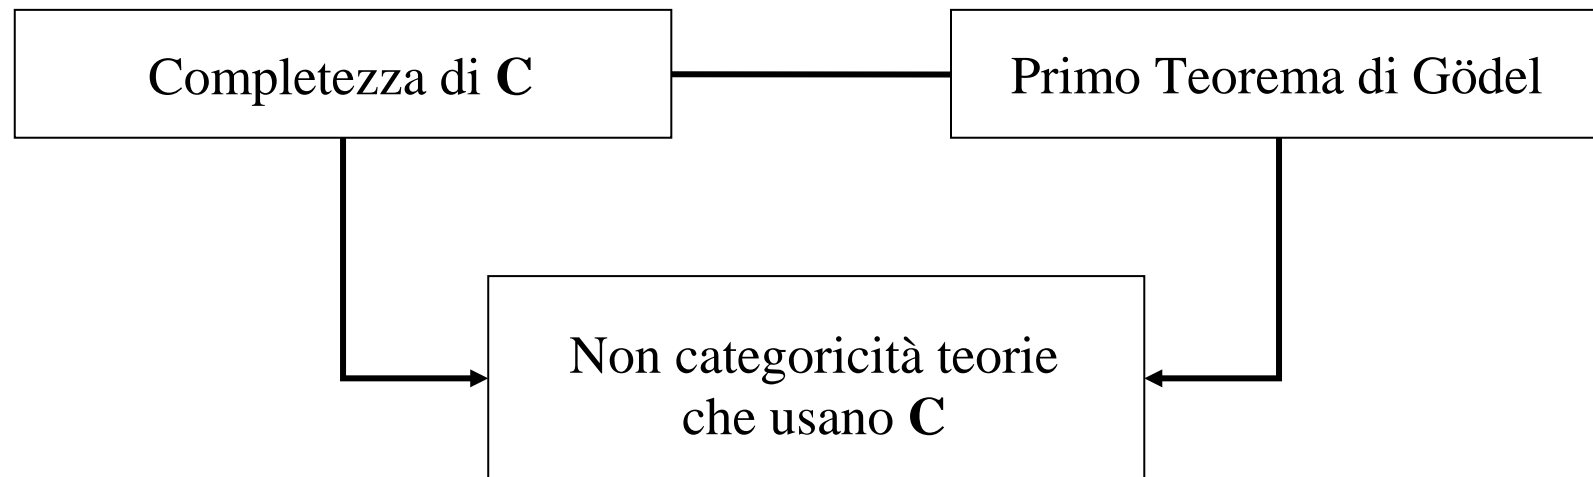 Completezza di C
Primo Teorema di Gödel
Non categoricità teorie
che usano C